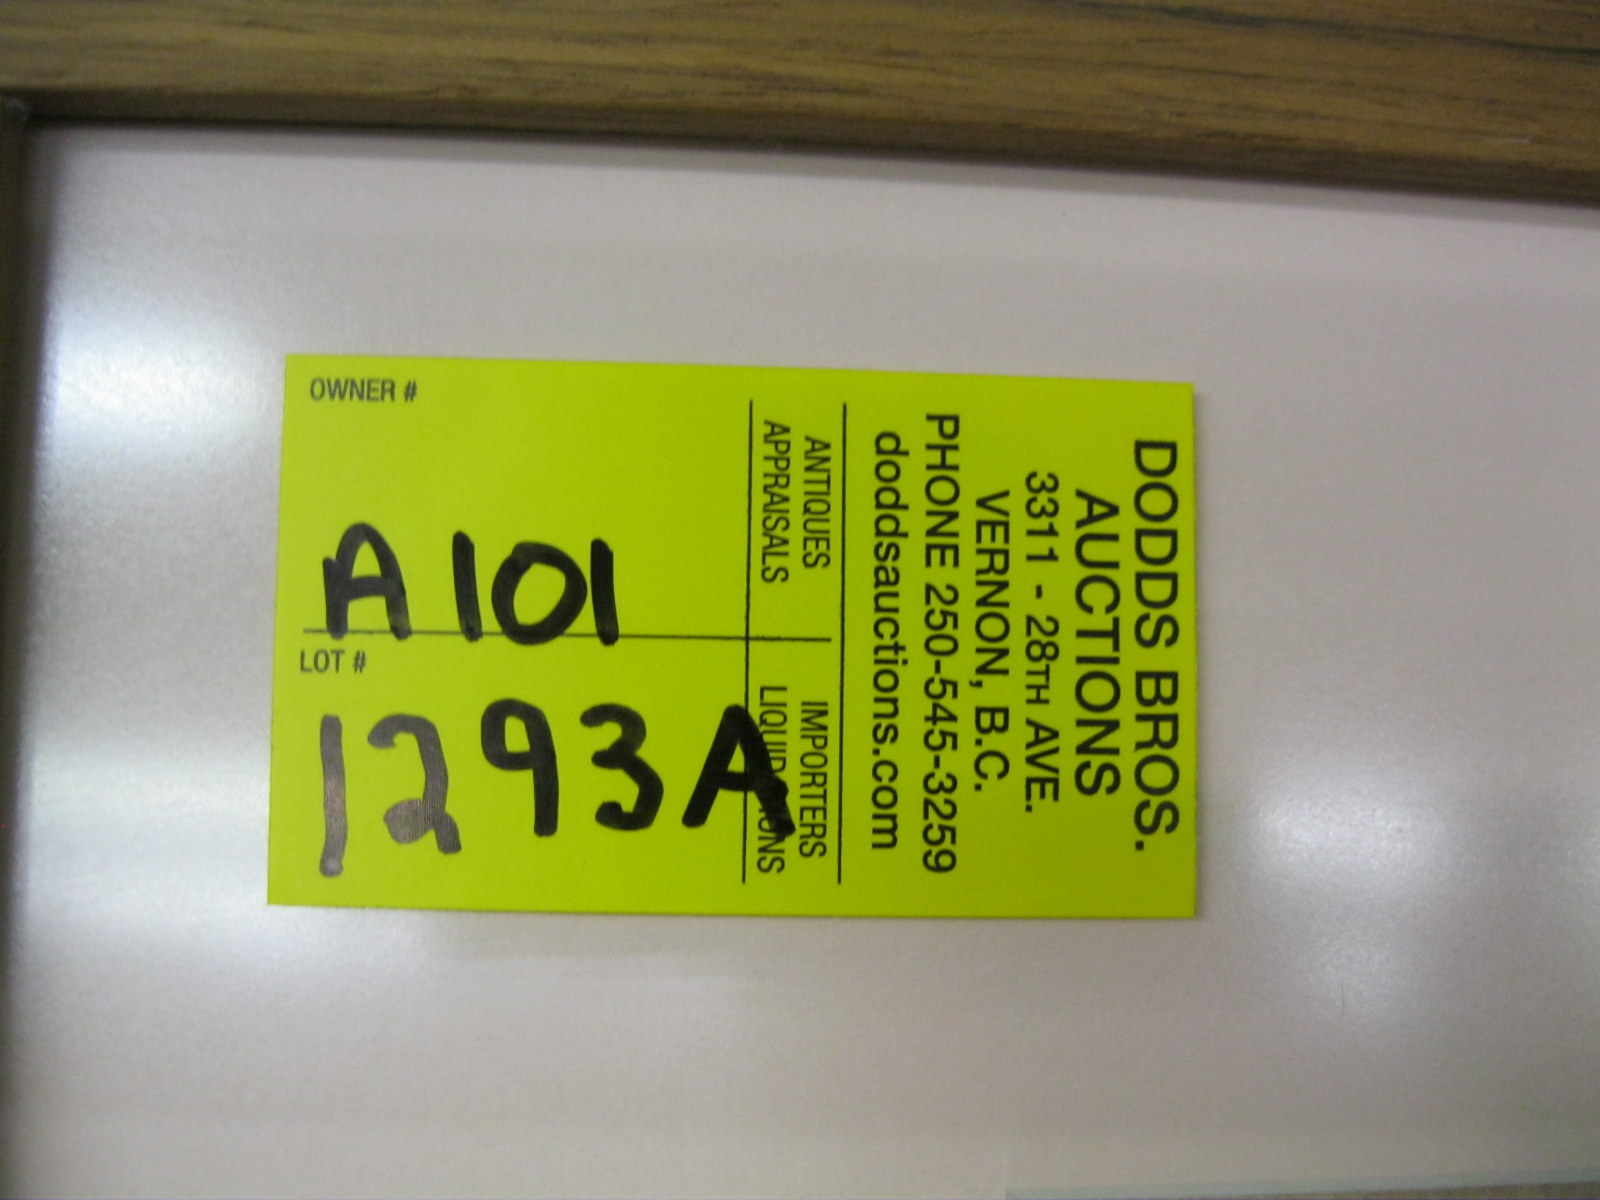 DODDS BROS.
AUCTIONS
3311 - 28TH AVE.
VERNON, B.C.
PHONE 250-545-3259
doddsauctions.com
ANTIQUES IMPORTERS
APPRAISALS LIQUIDATIONS
OWNER #
A101
LOT #
1293A